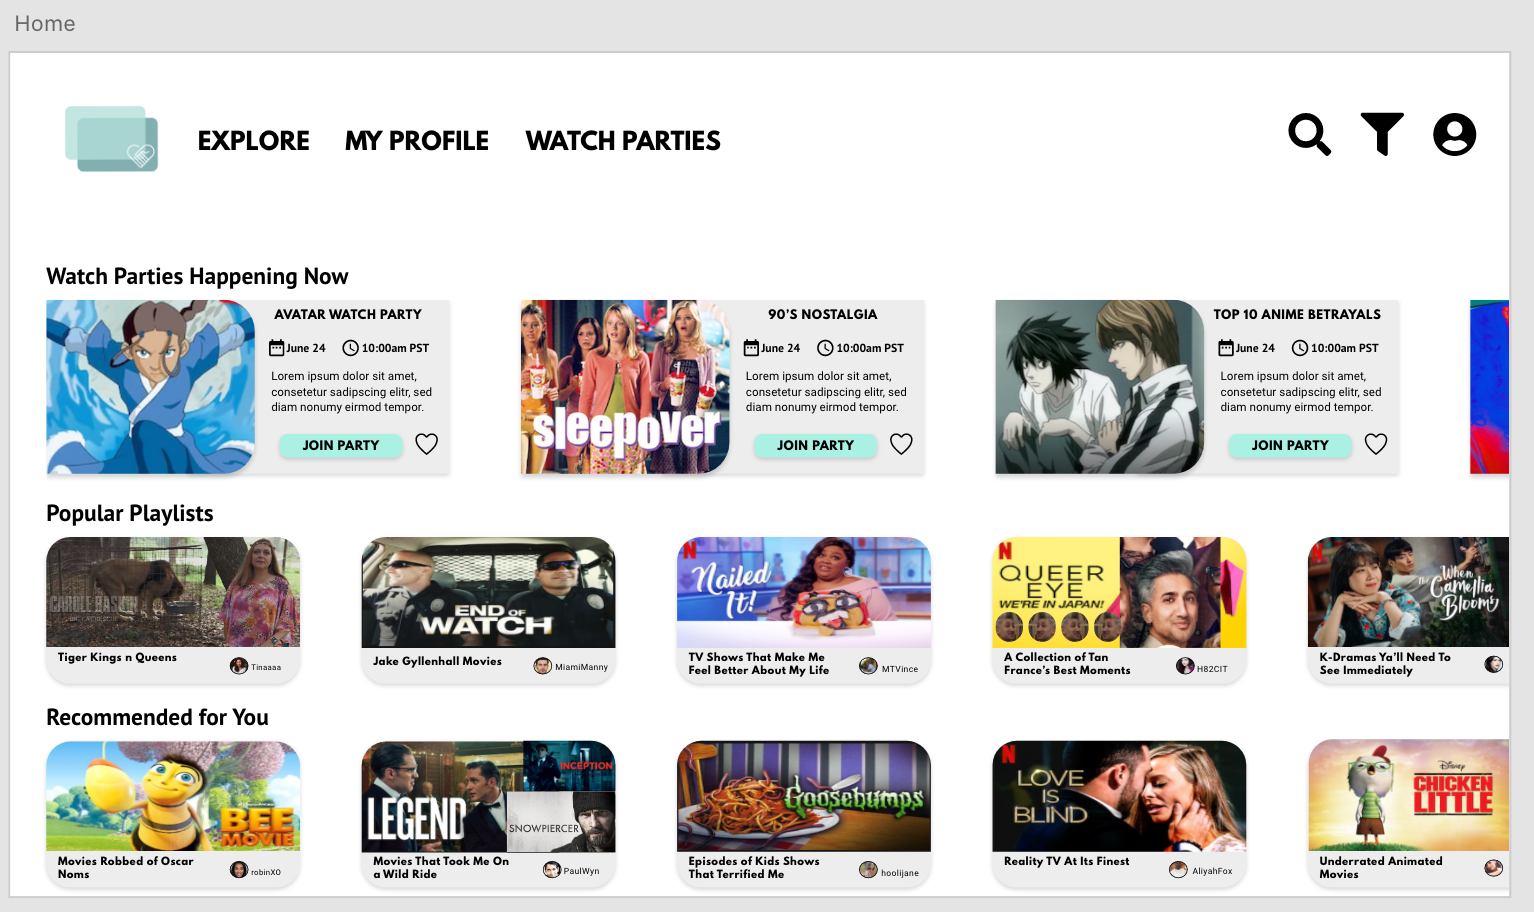 Home
EXPLORE MY PROFILE WATCH PARTIES
Watch Parties Happening Now
AVATAR WATCH PARTY
June 24 10:00am PST
Lorem ipsum dolor sit amet,
consetetur sadipscing elitr, sed
diam nonumy eirmod tempor.
JOIN PARTY
sleepover
90'S NOSTALGIA
June 24 10:00am PST
Lorem ipsum dolor sit amet,
consetetur sadipscing elitr, sed
diam nonumy eirmod tempor.
JOIN PARTY
TOP 10 ANIME BETRAYALS
June 24 10:00am PST
Lorem ipsum dolor sit amet,
consetetur sadipscing elitr, sed
diam nonumy eirmod tempor.
JOIN PARTY
Popular Playlists
CAROLE BASKIN
Tiger Kings n Queens
Tinaaaa
END OF
WATCH
Jake Gyllenhall Movies
MiamiManny
N
Nailed
It!
TV Shows That Make Me
Feel Better About My Life
MTVince
N
QUEER
EYE
WE'RE IN JAPAN!
A Collection of Tan
France's Best Moments
H82CIT
N
When
The Camellia
Blooms
K-Dramas Ya'll Need To
See Immediately
Recommended for You
BEE
MOVIE
Movies Robbed of Oscar
Noms
robinXO
LEGEND
INCEPTION
SNOWPIERCER
Movies That Took Me On
a Wild Ride
PaulWyn
Goosebumps
Episodes of Kids Shows
That Terrified Me
hoolijane
N
LOVE
IS
BLIND
Reality TV At Its Finest
AliyahFox
Disney
CHICKEN
LITTLE
Underrated Animated
Movies